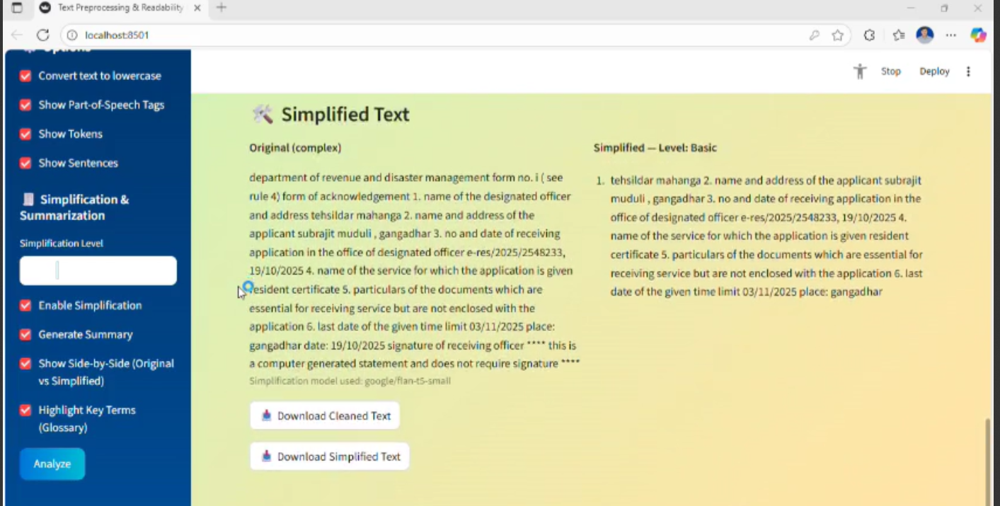 Text Preprocessing & Readability
localhost:8501
Stop
Deploy
Options
Convert text to lowercase
Show Part-of-Speech Tags
Show Tokens
Show Sentences
Simplification &
Summarization
Simplification Level
Enable Simplification
Generate Summary
Show Side-by-Side (Original
vs Simplified)
Highlight Key Terms
(Glossary)
Analyze
Simplified Text
Original (complex)
department of revenue and disaster management form no. i ( see
rule 4) form of acknowledgement 1. name of the designated officer
and address tehsildar mahanga 2. name and address of the
applicant subrajit muduli , gangadhar 3. no and date of receiving
application in the office of designated officer e-res/2025/2548233,
19/10/2025 4. name of the service for which the application is given
resident certificate 5. particulars of the documents which are
essential for receiving service but are not enclosed with the
application 6. last date of the given time limit 03/11/2025 place:
gangadhar date: 19/10/2025 signature of receiving officer **** this is
a computer generated statement and does not require signature ****
Simplification model used: google/flan-t5-small
Download Cleaned Text
Download Simplified Text
Simplified — Level: Basic
1. tehsildar mahanga 2. name and address of the applicant subrajit
muduli , gangadhar 3. no and date of receiving application in the
office of designated officer e-res/2025/2548233, 19/10/2025 4.
name of the service for which the application is given resident
certificate 5. particulars of the documents which are essential for
receiving service but are not enclosed with the application 6. last
date of the given time limit 03/11/2025 place: gangadhar